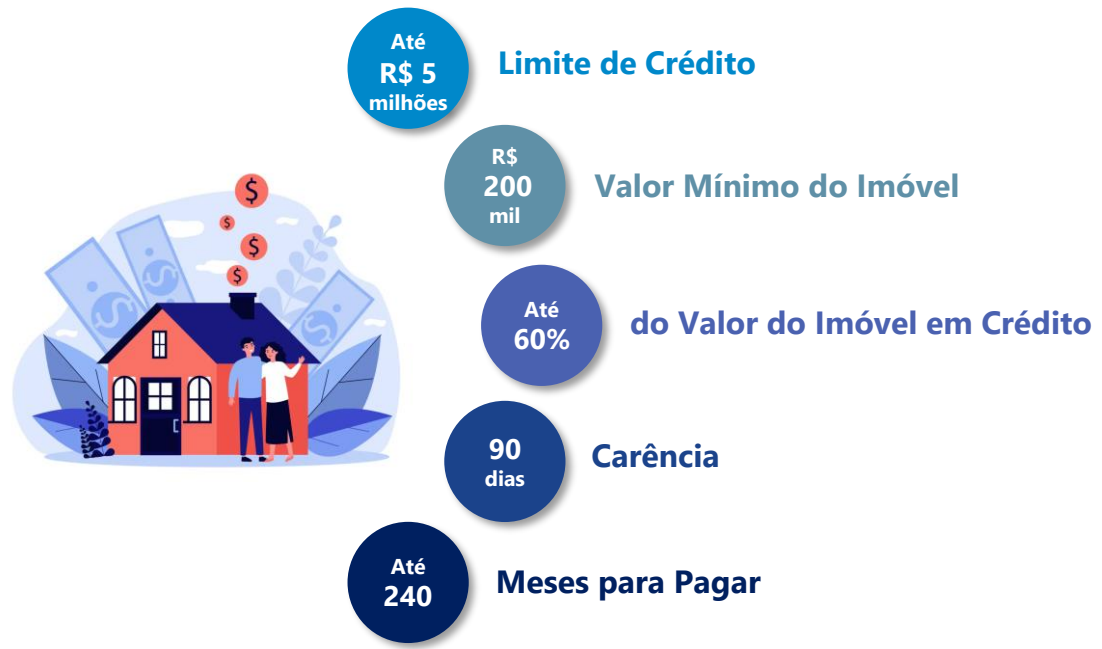 Até
R$ 5
milhões
Limite de Crédito
R$
200
mil
Valor Mínimo do Imóvel
Até
60%
do Valor do Imóvel em Crédito
90
dias
Carência
Até
240
Meses para Pagar
$
$
$
$